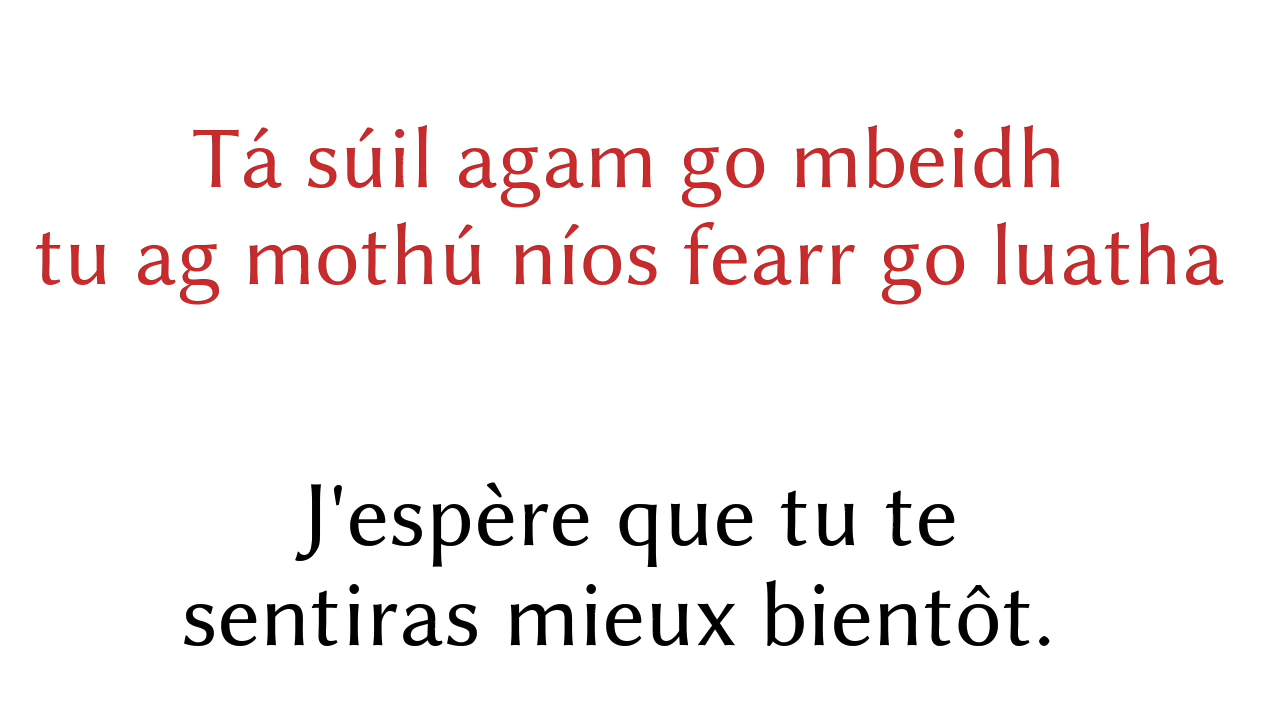 Tá súil agam go mbeidh
tu ag mothú níos fearr go luatha
J'espère que tu te
sentiras mieux bientôt.